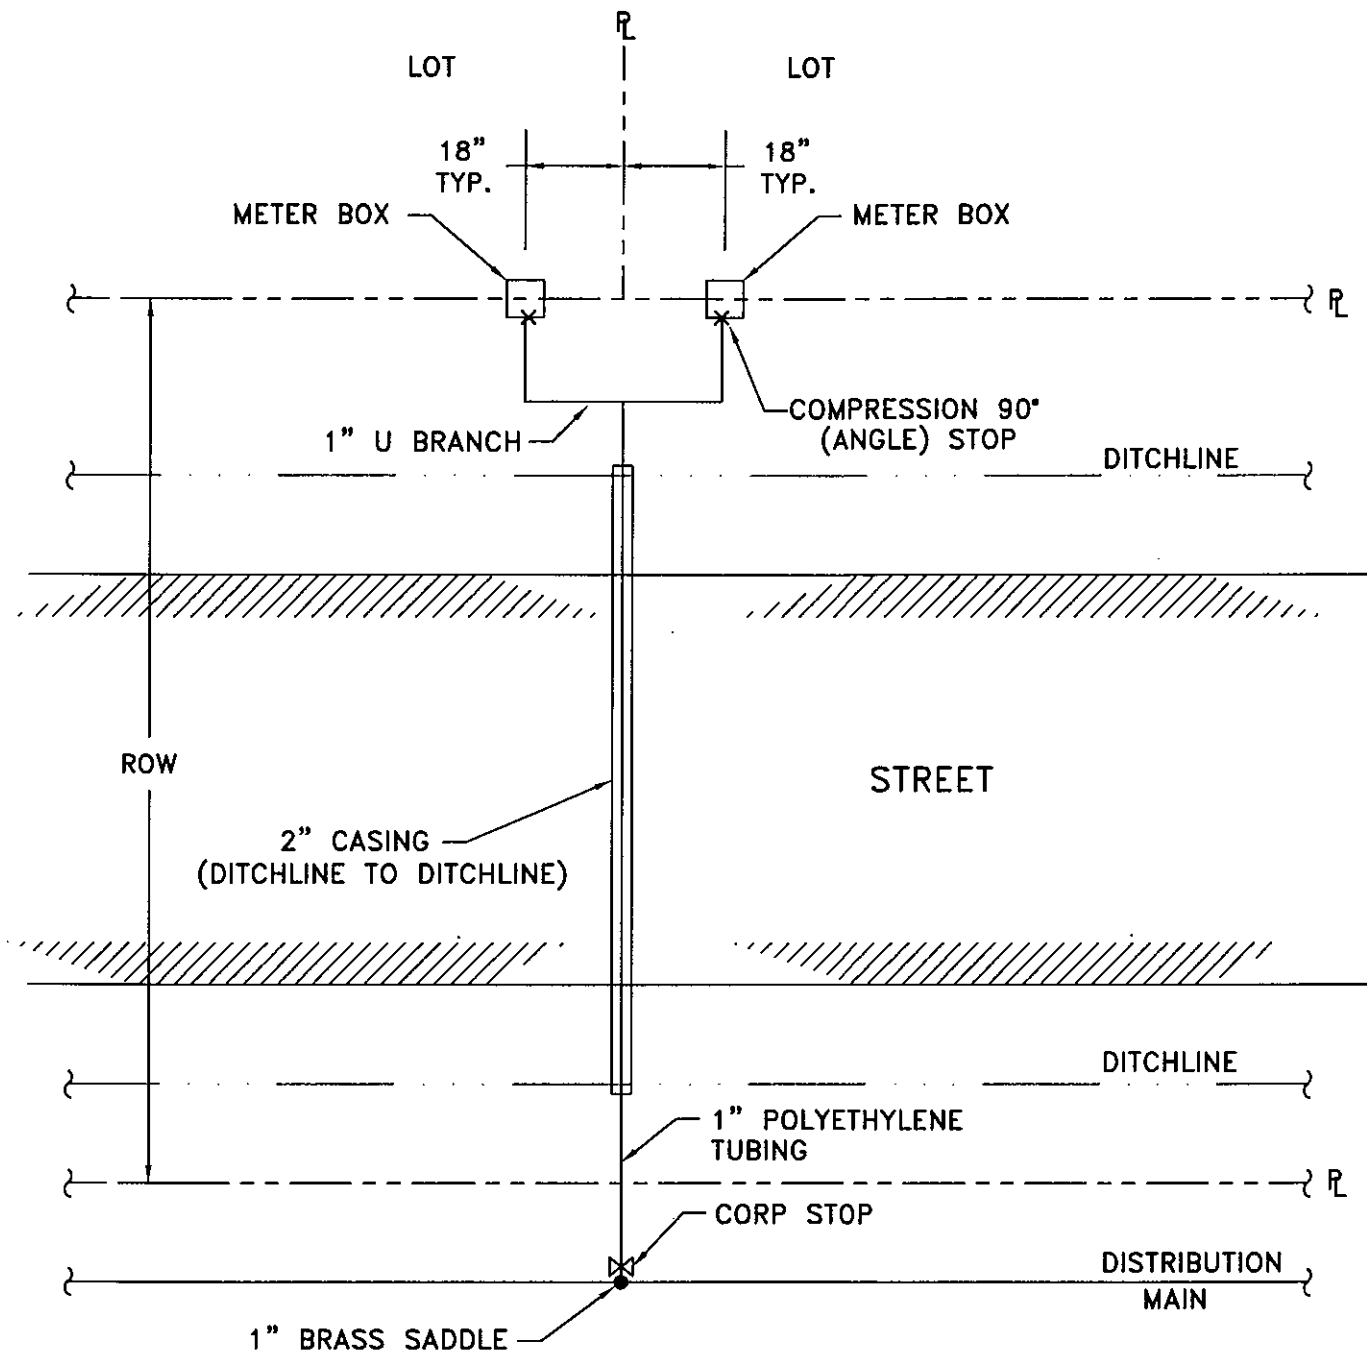 ℄
LOT
LOT
18"
TYP.
18"
TYP.
METER BOX
METER BOX
PL
COMPRESSION 90°
(ANGLE) STOP
1" U BRANCH
DITCHLINE
ROW
STREET
2" CASING
(DITCHLINE TO DITCHLINE)
DITCHLINE
1" POLYETHYLENE
TUBING
PL
CORP STOP
DISTRIBUTION
MAIN
1" BRASS SADDLE